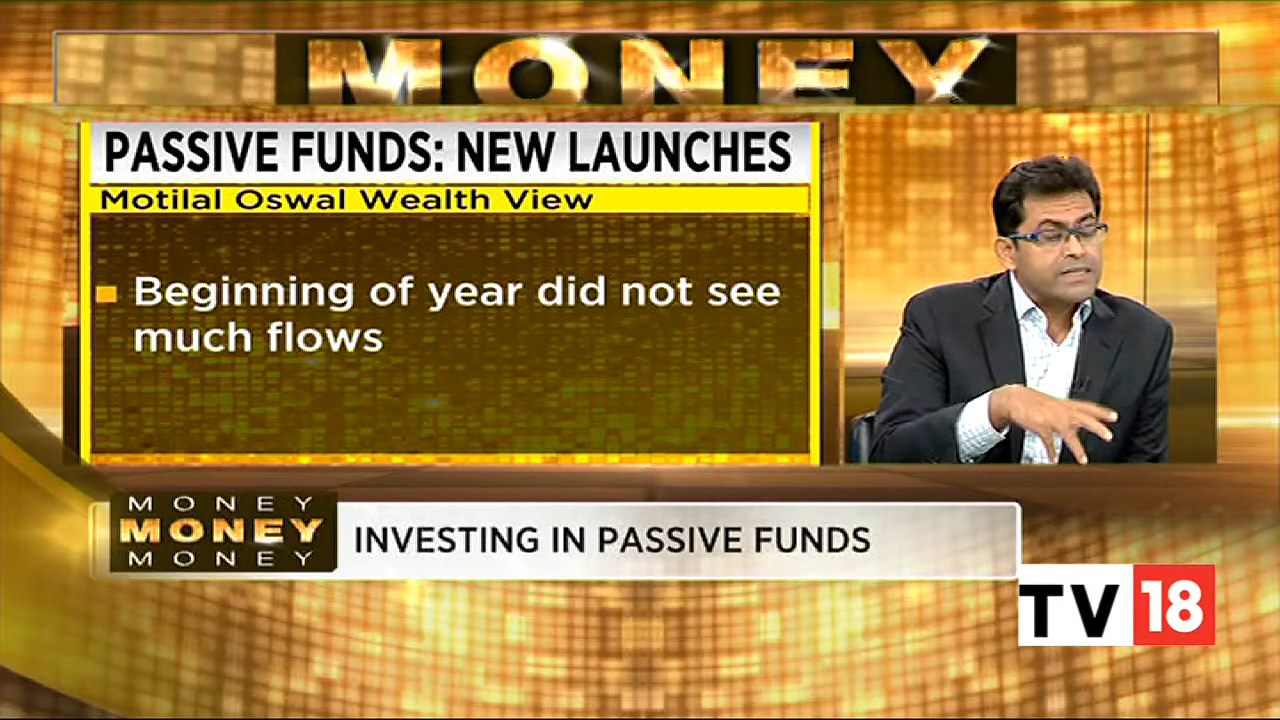 MONEY
PASSIVE FUNDS: NEW LAUNCHES
Motilal Oswal Wealth View
Beginning of year did not see
much flows
MONEY
MONEY
MONEY
INVESTING IN PASSIVE FUNDS
TV18